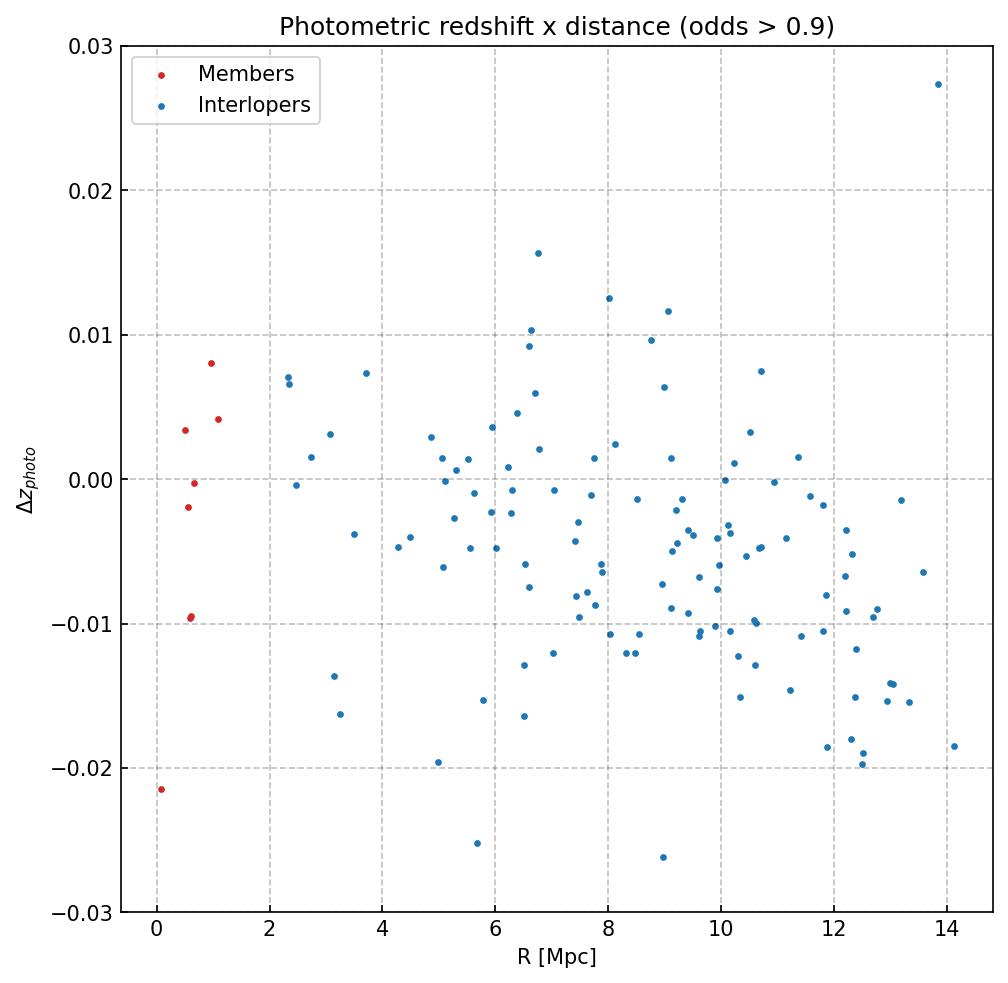 Photometric redshift x distance (odds > 0.9)
Members
Interlopers
0.03
0.02
0.01
0.00
−0.01
−0.02
−0.03
Δz_photo
0 2 4 6 8 10 12 14
R [Mpc]